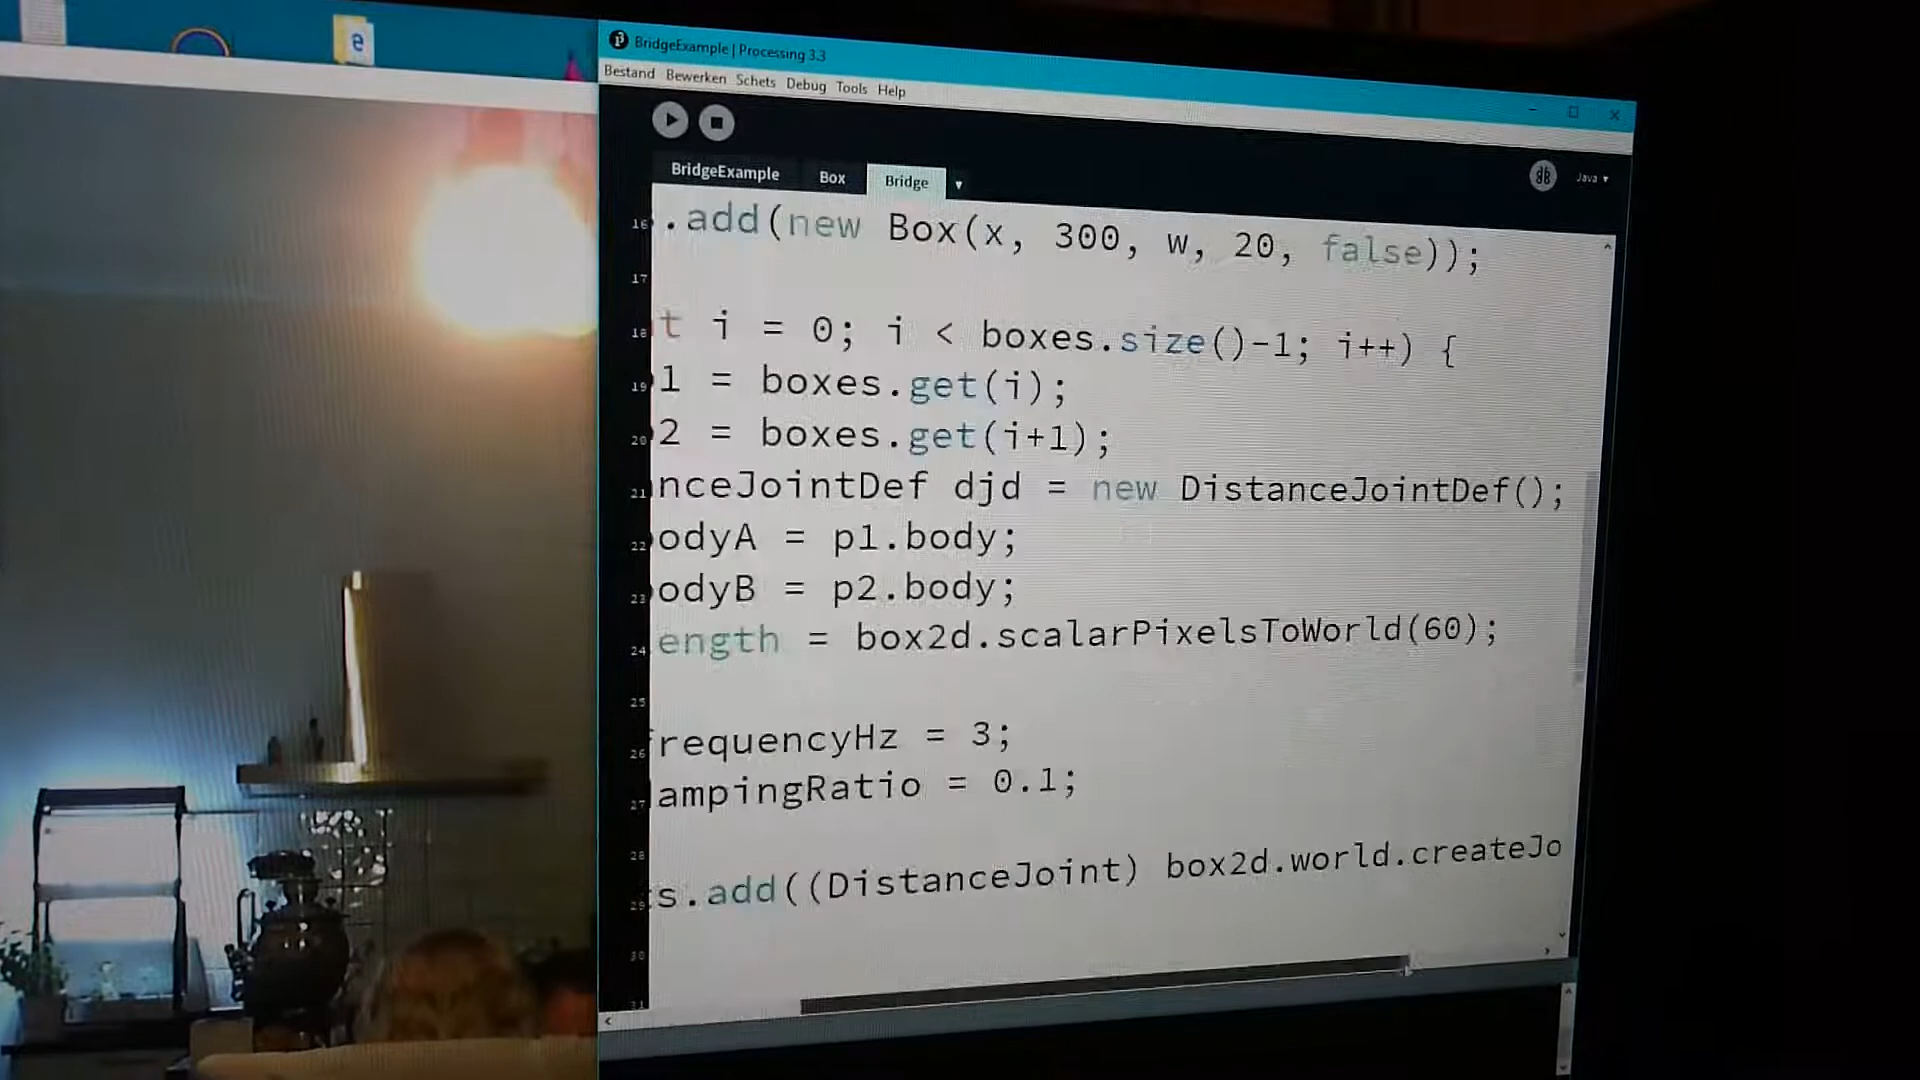 BridgeExample | Processing 3.3
Bestand Bewerken Schets Debug Tools Help
BridgeExample Box Bridge
Java
16 .add(new Box(x, 300, w, 20, false));
17
18 t i = 0; i < boxes.size()-1; i++) {
19 1 = boxes.get(i);
20 2 = boxes.get(i+1);
21 nceJointDef djd = new DistanceJointDef();
22 odyA = p1.body;
23 odyB = p2.body;
24 ength = box2d.scalarPixelsToWorld(60);
25
26 requencyHz = 3;
27 ampingRatio = 0.1;
28
29 s.add((DistanceJoint) box2d.world.createJo
30
31